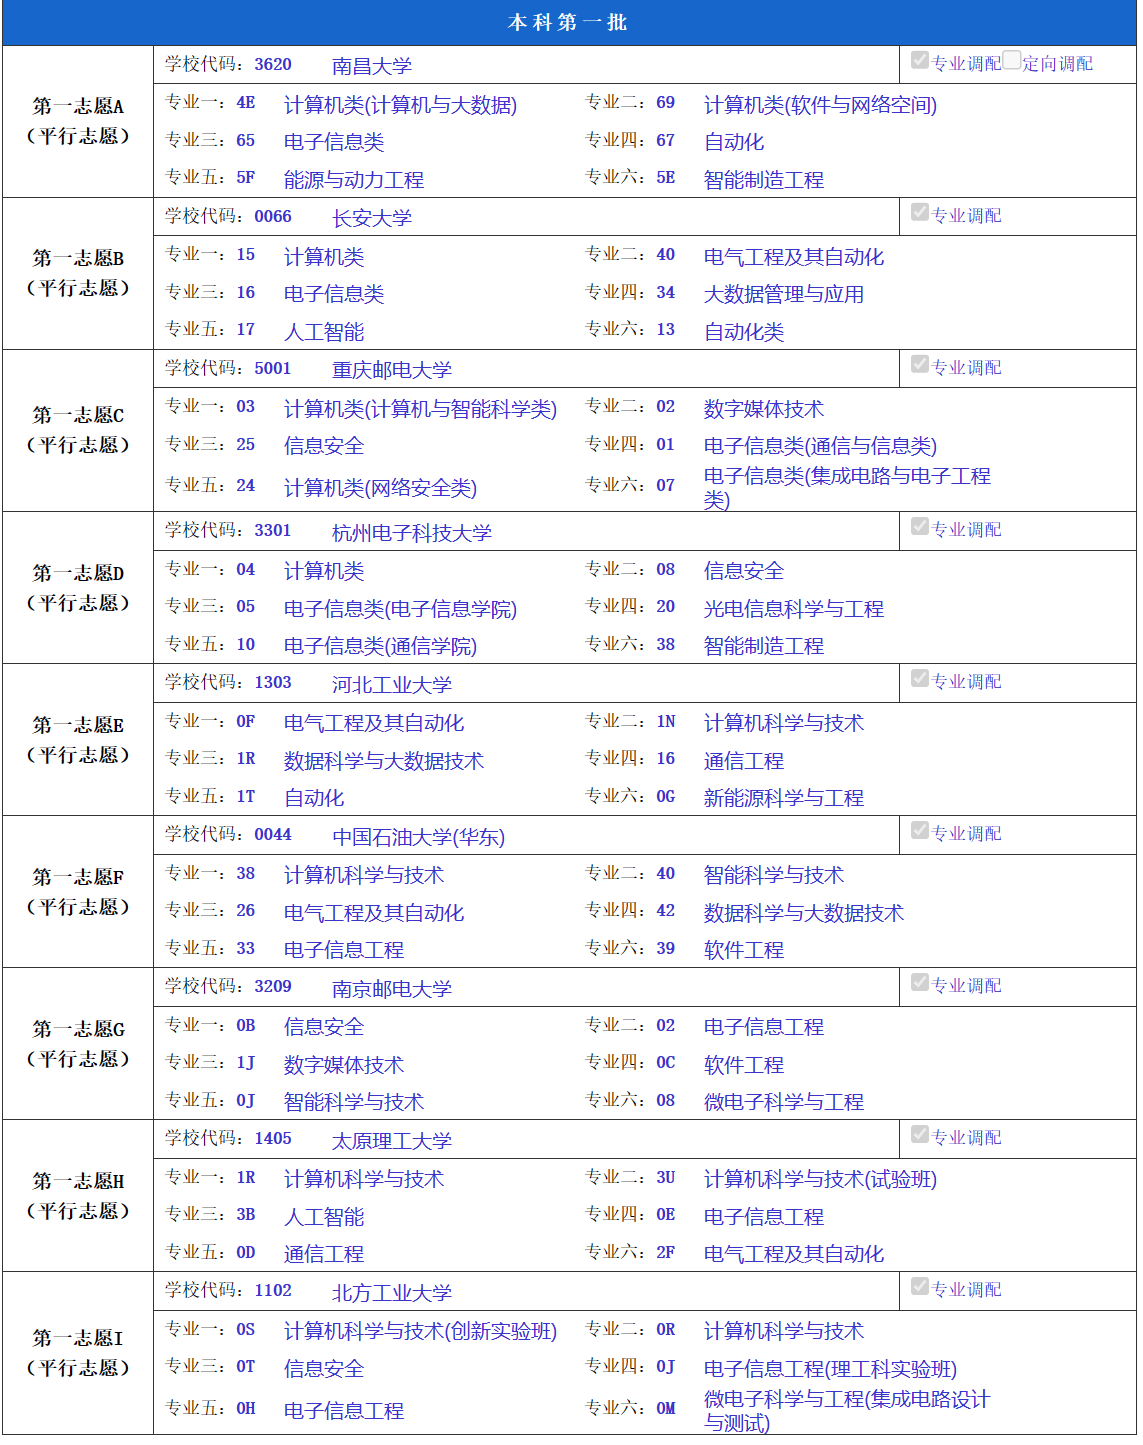 本科第一批
第一志愿A
（平行志愿）
学校代码：3620 南昌大学 专业调配 定向调配
专业一：4E 计算机类(计算机与大数据) 专业二：69 计算机类(软件与网络空间)
专业三：65 电子信息类 专业四：67 自动化
专业五：5F 能源与动力工程 专业六：5E 智能制造工程
第一志愿B
（平行志愿）
学校代码：0066 长安大学 专业调配
专业一：15 计算机类 专业二：40 电气工程及其自动化
专业三：16 电子信息类 专业四：34 大数据管理与应用
专业五：17 人工智能 专业六：13 自动化类
第一志愿C
（平行志愿）
学校代码：5001 重庆邮电大学 专业调配
专业一：03 计算机类(计算机与智能科学类) 专业二：02 数字媒体技术
专业三：25 信息安全 专业四：01 电子信息类(通信与信息类)
专业五：24 计算机类(网络安全类) 专业六：07 电子信息类(集成电路与电子工程
类)
第一志愿D
（平行志愿）
学校代码：3301 杭州电子科技大学 专业调配
专业一：04 计算机类 专业二：08 信息安全
专业三：05 电子信息类(电子信息学院) 专业四：20 光电信息科学与工程
专业五：10 电子信息类(通信学院) 专业六：38 智能制造工程
第一志愿E
（平行志愿）
学校代码：1303 河北工业大学 专业调配
专业一：0F 电气工程及其自动化 专业二：1N 计算机科学与技术
专业三：1R 数据科学与大数据技术 专业四：16 通信工程
专业五：1T 自动化 专业六：0G 新能源科学与工程
第一志愿F
（平行志愿）
学校代码：0044 中国石油大学(华东) 专业调配
专业一：38 计算机科学与技术 专业二：40 智能科学与技术
专业三：26 电气工程及其自动化 专业四：42 数据科学与大数据技术
专业五：33 电子信息工程 专业六：39 软件工程
第一志愿G
（平行志愿）
学校代码：3209 南京邮电大学 专业调配
专业一：0B 信息安全 专业二：02 电子信息工程
专业三：1J 数字媒体技术 专业四：0C 软件工程
专业五：0J 智能科学与技术 专业六：08 微电子科学与工程
第一志愿H
（平行志愿）
学校代码：1405 太原理工大学 专业调配
专业一：1R 计算机科学与技术 专业二：3U 计算机科学与技术(试验班)
专业三：3B 人工智能 专业四：0E 电子信息工程
专业五：0D 通信工程 专业六：2F 电气工程及其自动化
第一志愿I
（平行志愿）
学校代码：1102 北方工业大学 专业调配
专业一：0S 计算机科学与技术(创新实验班) 专业二：0R 计算机科学与技术
专业三：0T 信息安全 专业四：0J 电子信息工程(理工科实验班)
专业五：0H 电子信息工程 专业六：0M 微电子科学与工程(集成电路设计
与测试)